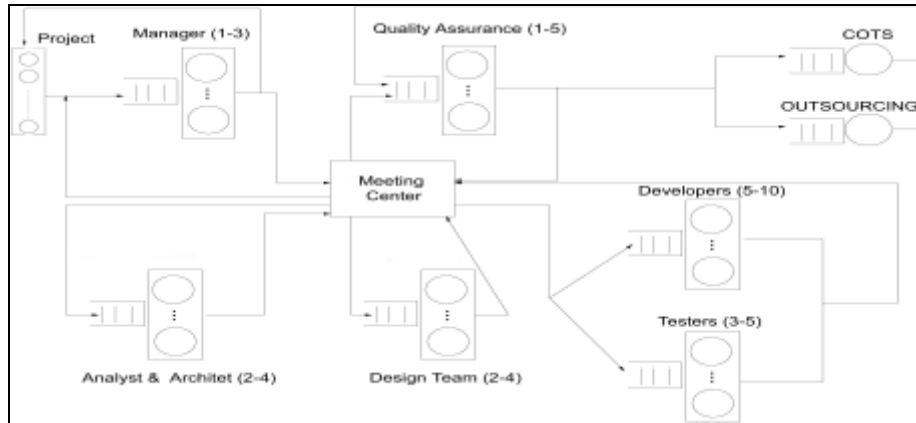 Project
Manager (1-3)
Quality Assurance (1-5)
COTS
OUTSOURCING
Meeting
Center
Developers (5-10)
Testers (3-5)
Analyst & Architet (2-4)
Design Team (2-4)